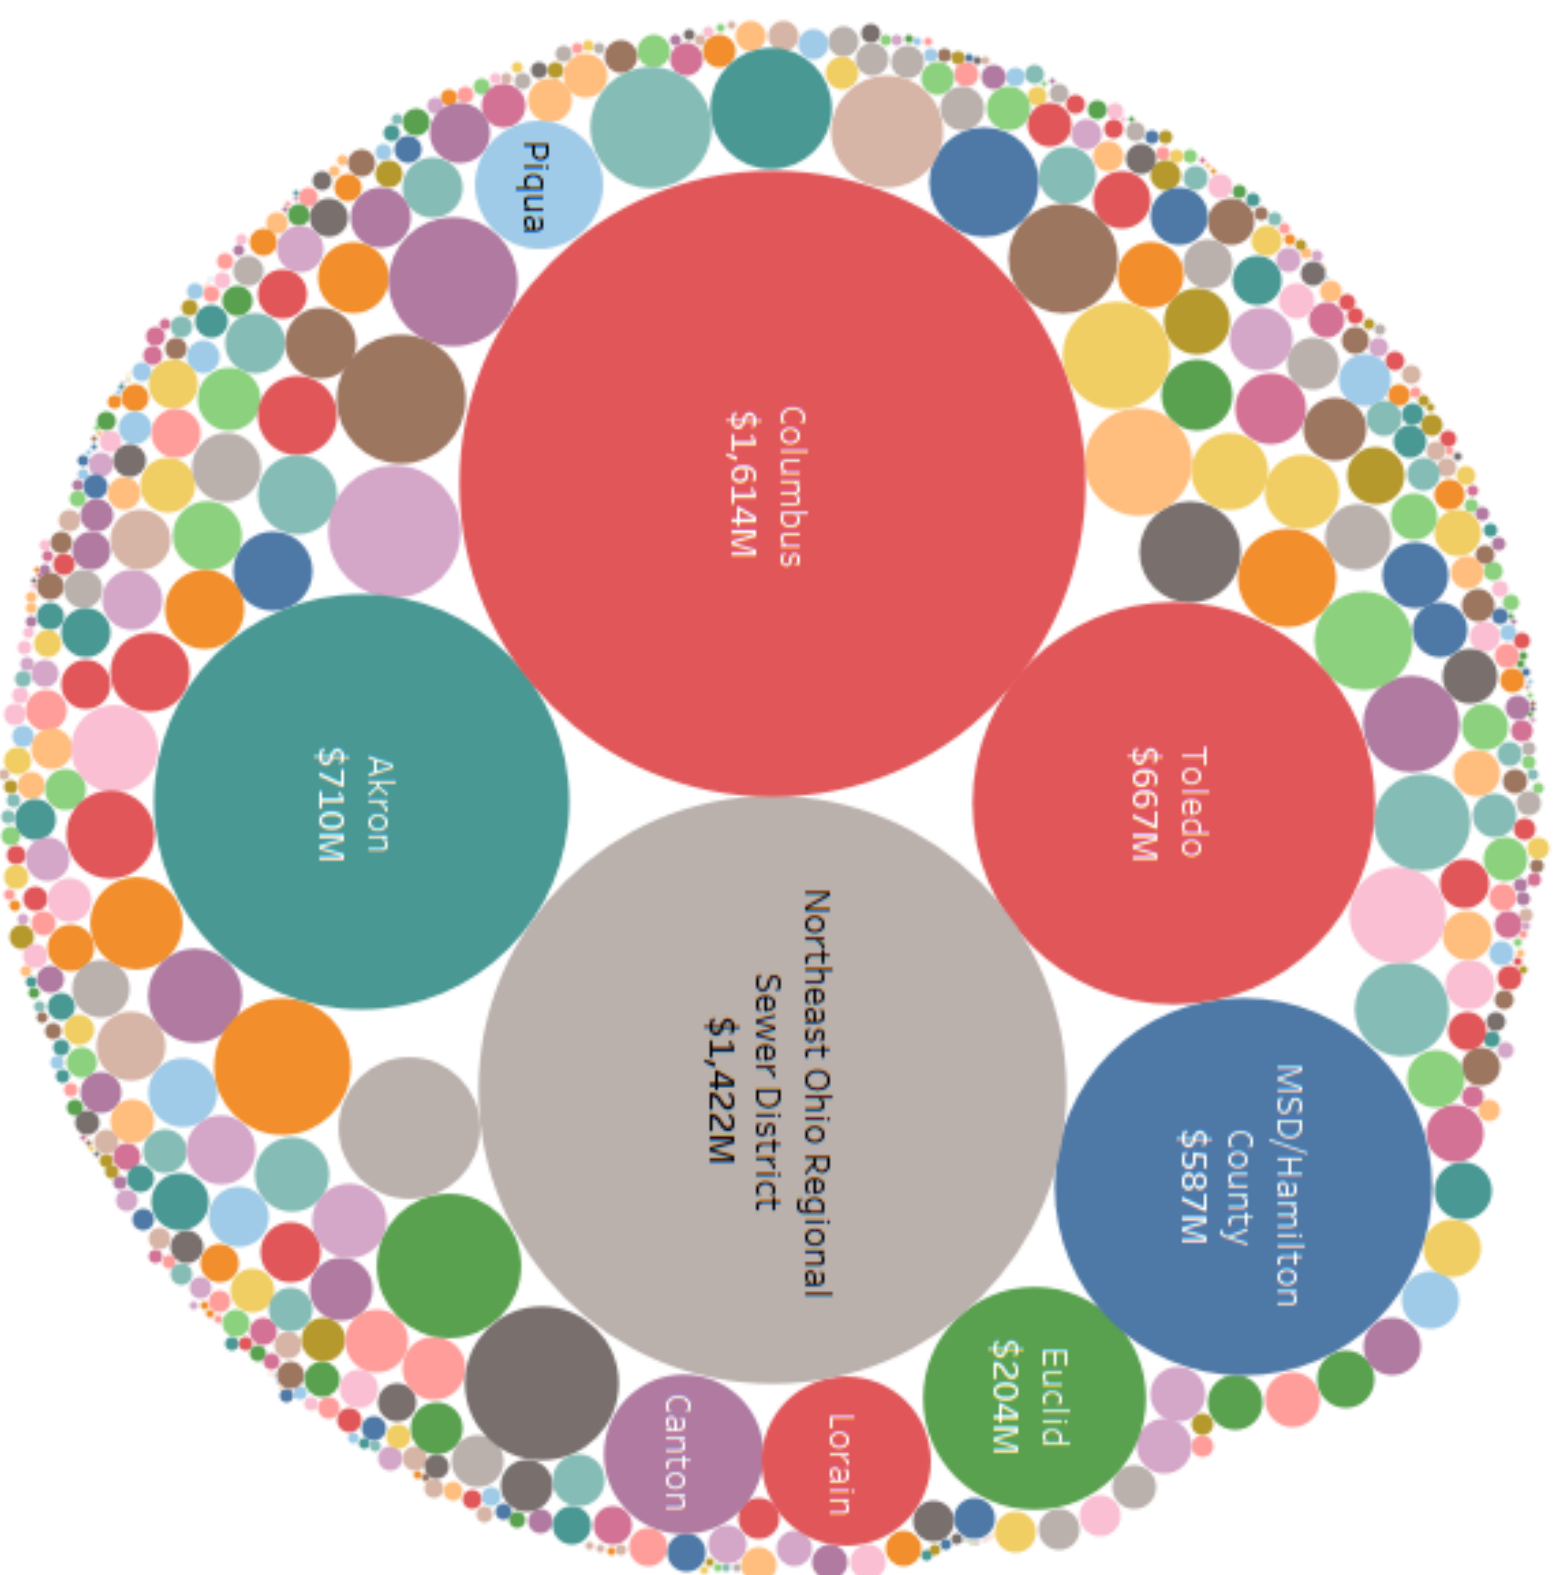 Piqua
Columbus
$1,614M
Akron
$710M
Toledo
$667M
Northeast Ohio Regional
Sewer District
$1,422M
MSD/Hamilton
County
$587M
Euclid
$204M
Canton
Lorain